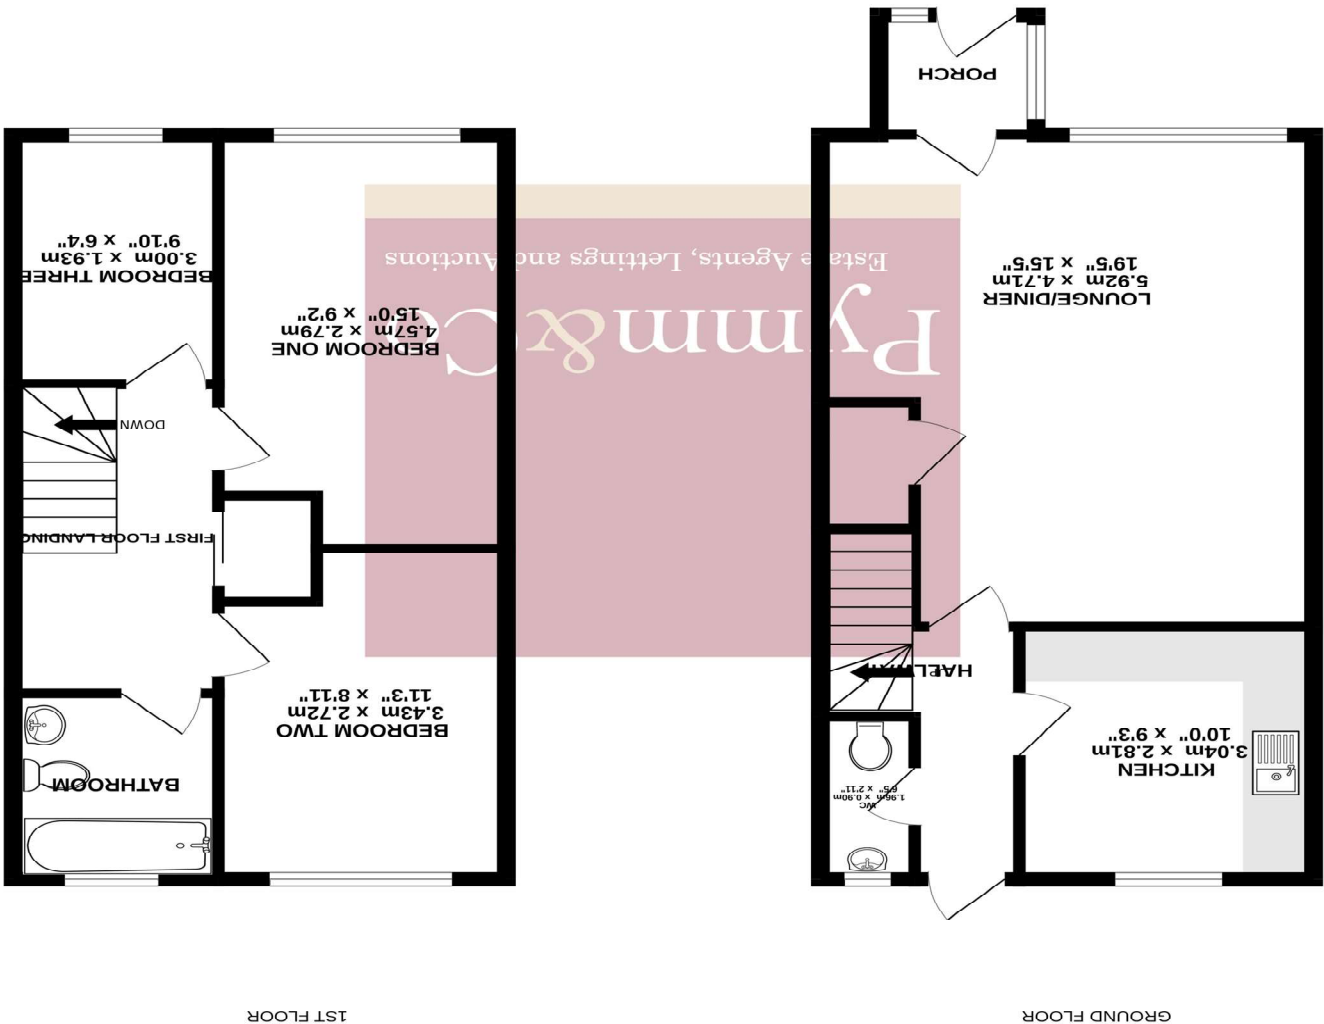 GROUND FLOOR
1ST FLOOR
WC
1.96m x 0.90m
6'5" x 2'11"
KITCHEN
3.04m x 2.81m
10'0" x 9'3"
HALLWAY
UP
LOUNGE/DINER
5.92m x 4.71m
19'5" x 15'5"
PORCH
BATHROOM
BEDROOM TWO
3.43m x 2.72m
11'3" x 8'11"
FIRST FLOOR LANDING
DOWN
BEDROOM ONE
4.57m x 2.79m
15'0" x 9'2"
BEDROOM THREE
3.00m x 1.93m
9'10" x 6'4"
Pymm&Co
Estate Agents, Lettings and Auctions